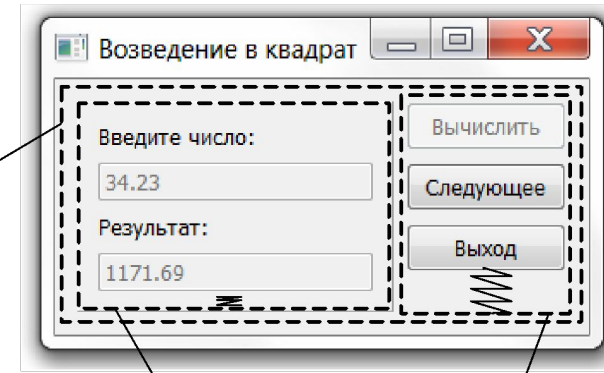 Возведение в квадрат
Введите число:
34.23
Результат:
1171.69
Вычислить
Следующее
Выход